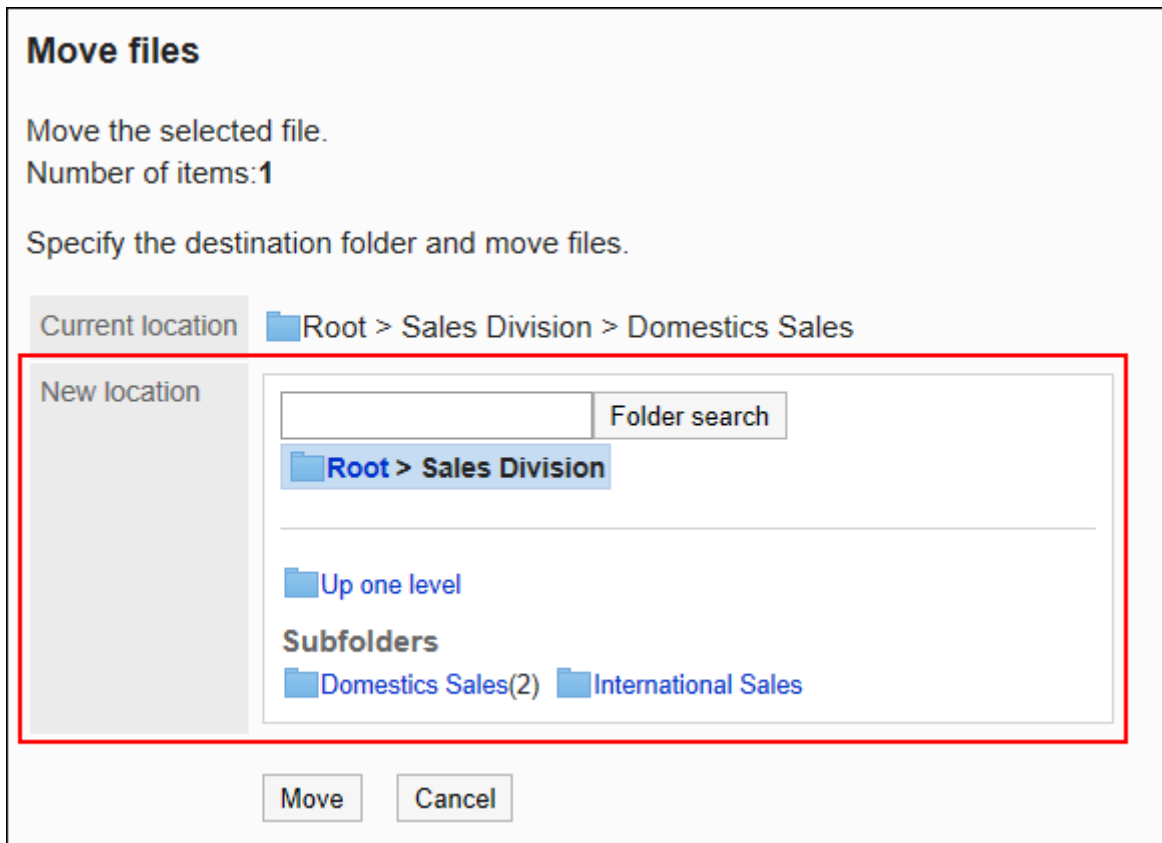 Move files
Move the selected file.
Number of items:1
Specify the destination folder and move files.
Current location Root > Sales Division > Domestics Sales
New location
Folder search
Root > Sales Division
Up one level
Subfolders
Domestics Sales(2) International Sales
Move Cancel